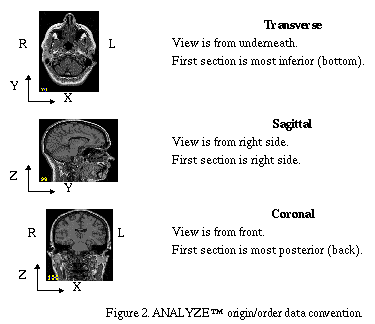 Transverse
R L View is from underneath.
First section is most inferior (bottom).
Y
X
Sagittal
View is from right side.
First section is right side.
Z
Y
Coronal
R L View is from front.
First section is most posterior (back).
Z
X
Figure 2. ANALYZE™ origin/order data convention.